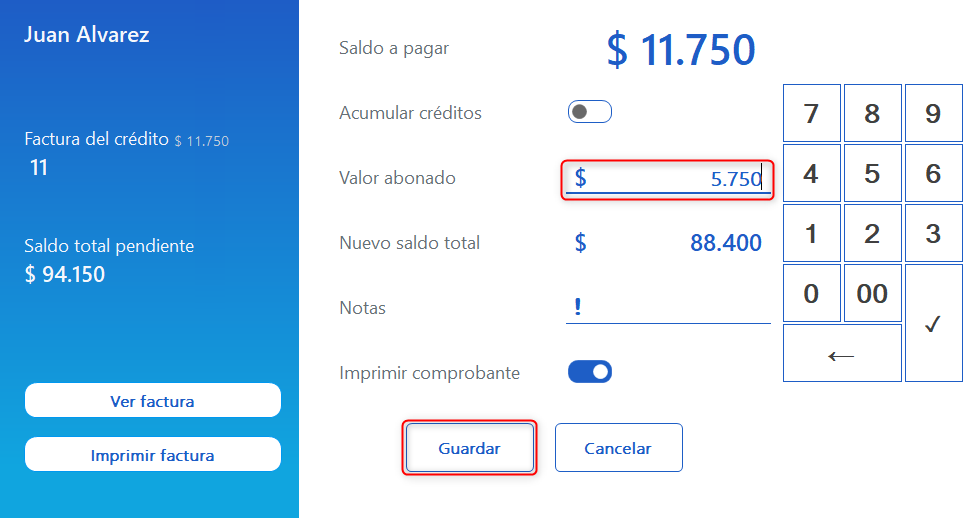 Juan Alvarez
Factura del crédito $ 11.750
11
Saldo total pendiente
$ 94.150
Ver factura
Imprimir factura
Saldo a pagar $ 11.750
Acumular créditos
Valor abonado $ 5.750
Nuevo saldo total $ 88.400
Notas !
Imprimir comprobante
Guardar Cancelar
7 8 9
4 5 6
1 2 3
0 00 ✓
←